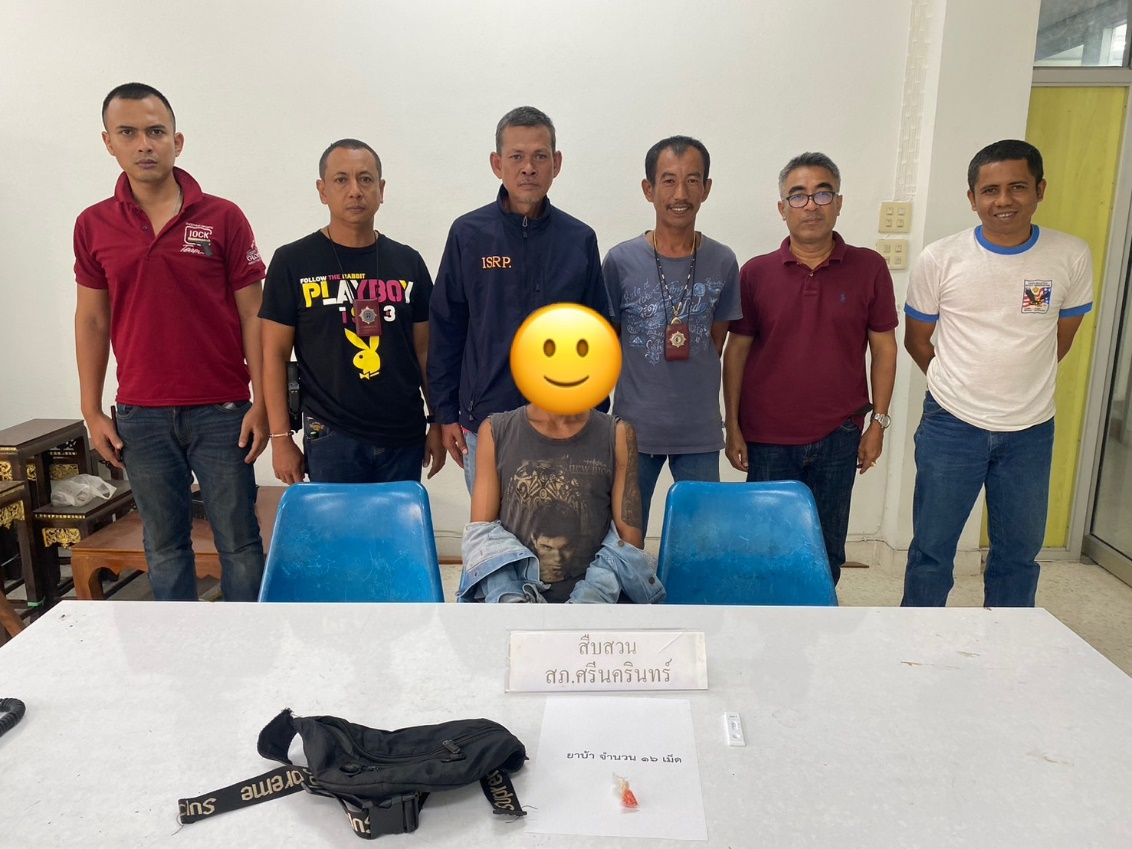 GLOCK
FOLLOW THE RABBIT
PLAYBOY
1953
ISRP.
สืบสวน
สภ.ศรีนครินทร์
ยาบ้า จำนวน ๑๖ เม็ด
Supreme